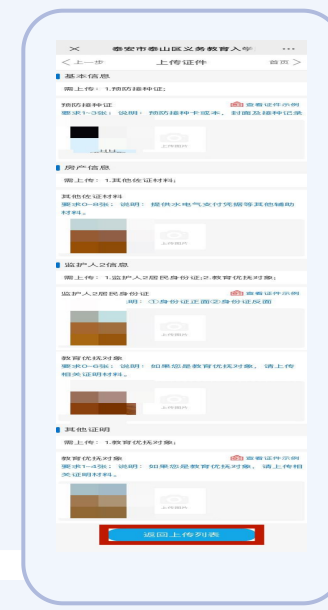 泰安市泰山区义务教育入学
上一步 上传证件 首页
基本信息
需上传：1.预防接种证;
预防接种证 查看证件示例
要求1-3张；说明：预防接种卡或本，封面及接种记录
上传图片
房产信息
需上传：1.其他佐证材料;
其他佐证材料
要求0-8张；说明：提供水电气支付凭据等其他辅助
材料。
上传图片
监护人2信息
需上传：1.监护人2居民身份证;2.教育优抚对象;
监护人2居民身份证 查看证件示例
明：①身份证正面②身份证反面
上传图片
教育优抚对象
要求0-6张；说明：如果您是教育优抚对象，请上传
相关证明材料。
上传图片
其他证明
需上传：1.教育优抚对象;
教育优抚对象 查看证件示例
要求1-4张；说明：如果您是教育优抚对象，请上传相
关证明材料。
上传图片
返回上传列表